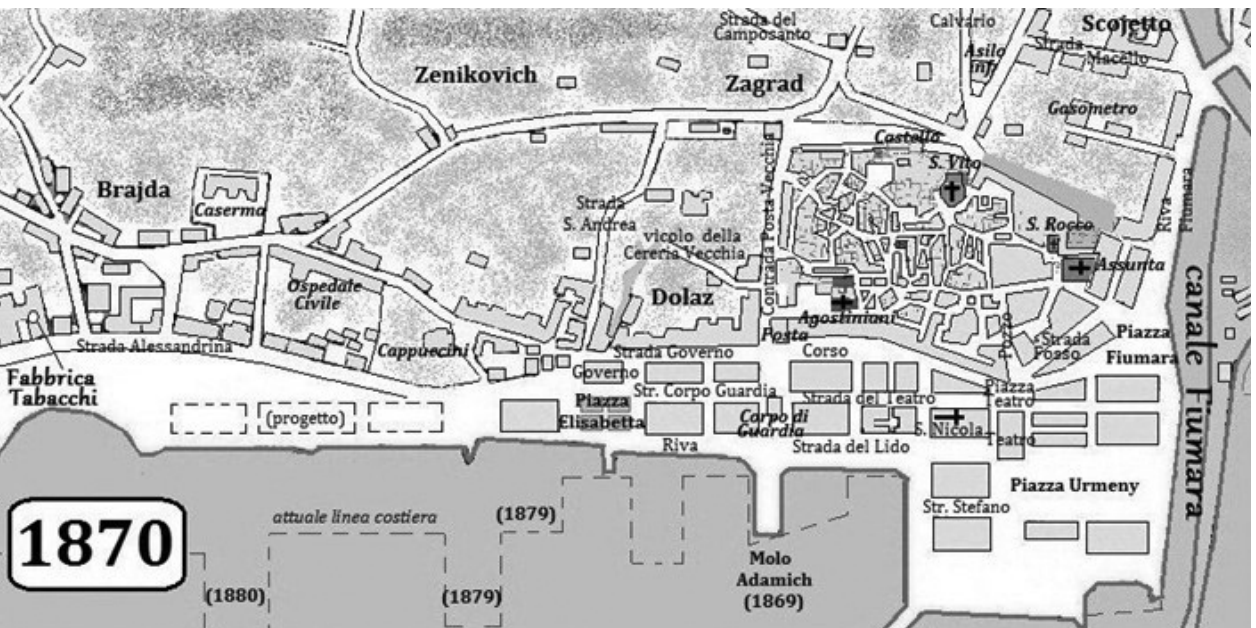 Strada del
Camposanto
Calvario
Scojetto
Strada
Macello
Asilo
inf.
Zenikovich
Zagrad
Gasometro
Castello
S. Vito
Brajda
Caserma
Strada
S. Andrea
Contrada Posta Vecchia
vicolo della
Cereria Vecchia
S. Rocco
Riva
Fiumara
Assunta
Ospedale
Civile
Dolaz
Agostiniani
canale Fiumara
Strada Alessandrina
Cappuccini
Strada Governo
Posta
Corso
Pozzo
Strada
Fosso
Piazza
Fiumara
Fabbrica
Tabacchi
Governo
Str. Corpo Guardia
Strada del Teatro
Piazza
Teatro
(progetto)
Piazza
Elisabetta
Corpo di
Guardia
S. Nicola
Teatro
Riva
Strada del Lido
Piazza Urmeny
Str. Stefano
1870
attuale linea costiera
(1879)
Molo
Adamich
(1869)
(1880)
(1879)